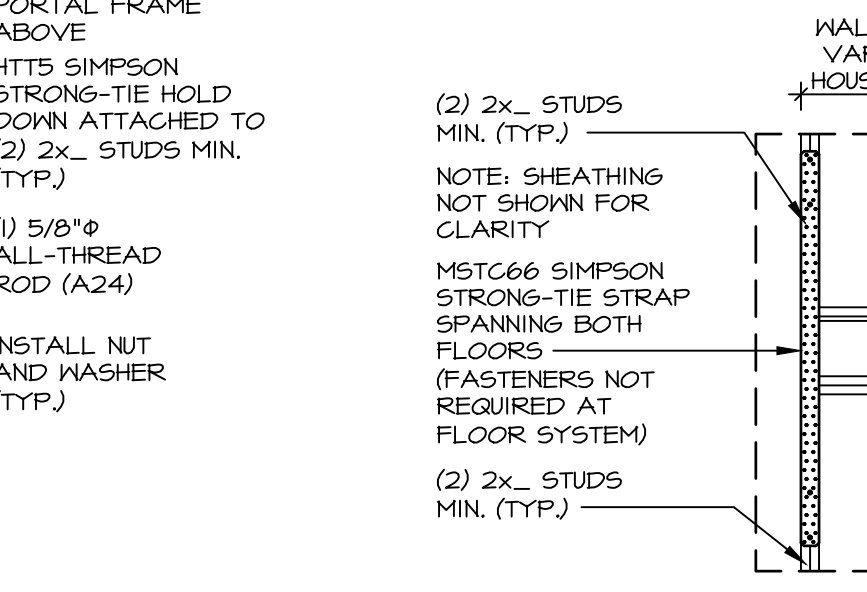 PORTAL FRAME
ABOVE
HTT5 SIMPSON
STRONG-TIE HOLD
DOWN ATTACHED TO
(2) 2x_ STUDS MIN.
(TYP.)
(1) 5/8"Φ
ALL-THREAD
ROD (A24)
INSTALL NUT
AND WASHER
(TYP.)
(2) 2x_ STUDS
MIN. (TYP.)
NOTE: SHEATHING
NOT SHOWN FOR
CLARITY
MSTC66 SIMPSON
STRONG-TIE STRAP
SPANNING BOTH
FLOORS
(FASTENERS NOT
REQUIRED AT
FLOOR SYSTEM)
(2) 2x_ STUDS
MIN. (TYP.)
WAL
VAR
HOUS